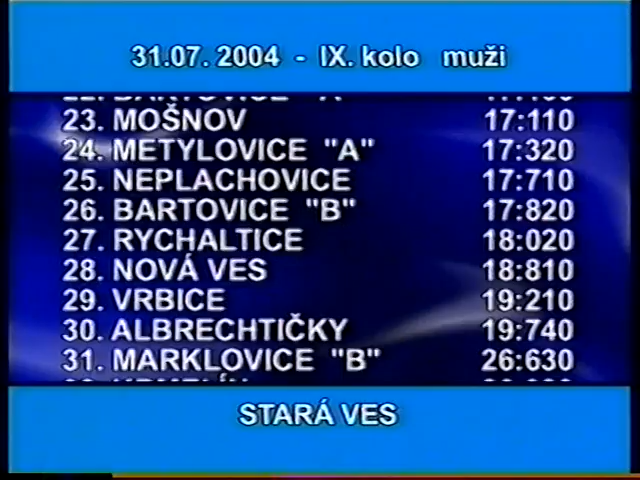 31.07. 2004 - IX. kolo muži
23. MOŠNOV 17:110
24. METYLOVICE "A" 17:320
25. NEPLACHOVICE 17:710
26. BARTOVICE "B" 17:820
27. RYCHALTICE 18:020
28. NOVÁ VES 18:810
29. VRBICE 19:210
30. ALBRECHTIČKY 19:740
31. MARKLOVICE "B" 26:630
STARÁ VES